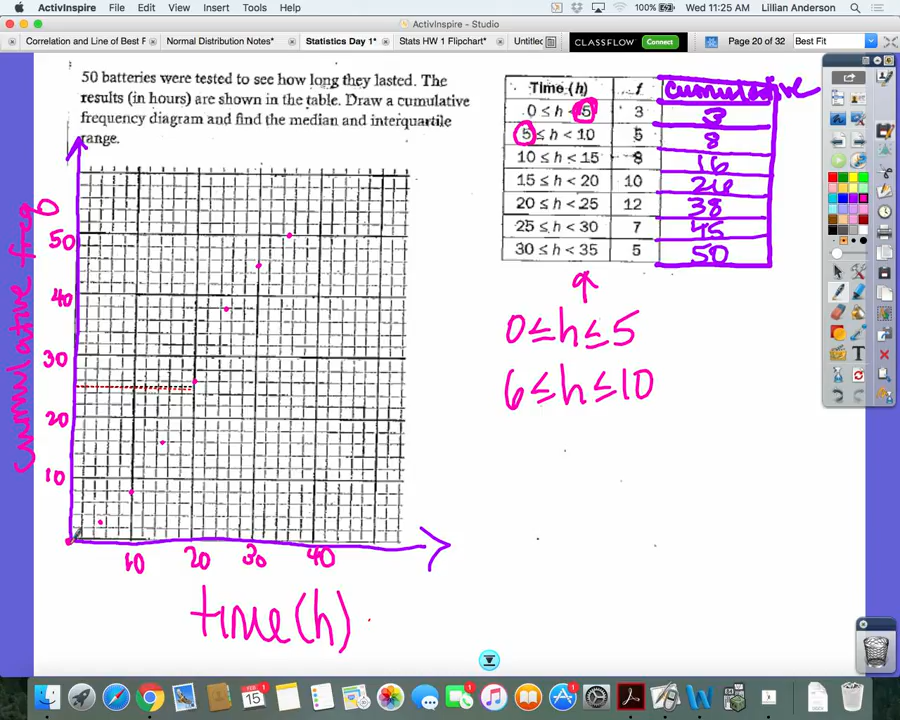 ActivInspire File Edit View Insert Tools Help 100% Wed 11:25 AM Lillian Anderson
ActivInspire - Studio
Correlation and Line of Best F Normal Distribution Notes* Statistics Day 1* Stats HW 1 Flipchart* Untitled CLASSFLOW Connect Page 20 of 32 Best Fit
50 batteries were tested to see how long they lasted. The
results (in hours) are shown in the table. Draw a cumulative
frequency diagram and find the median and interquartile
range.
Time (h) f cumulative
0 ≤ h < 5 3 3
5 ≤ h < 10 5 8
10 ≤ h < 15 8 16
15 ≤ h < 20 10 26
20 ≤ h < 25 12 38
25 ≤ h < 30 7 45
30 ≤ h < 35 5 50
0≤h≤5
6≤h≤10
cumulative freq
50
40
30
20
10
10 20 30 40
time(h)
FEB
15